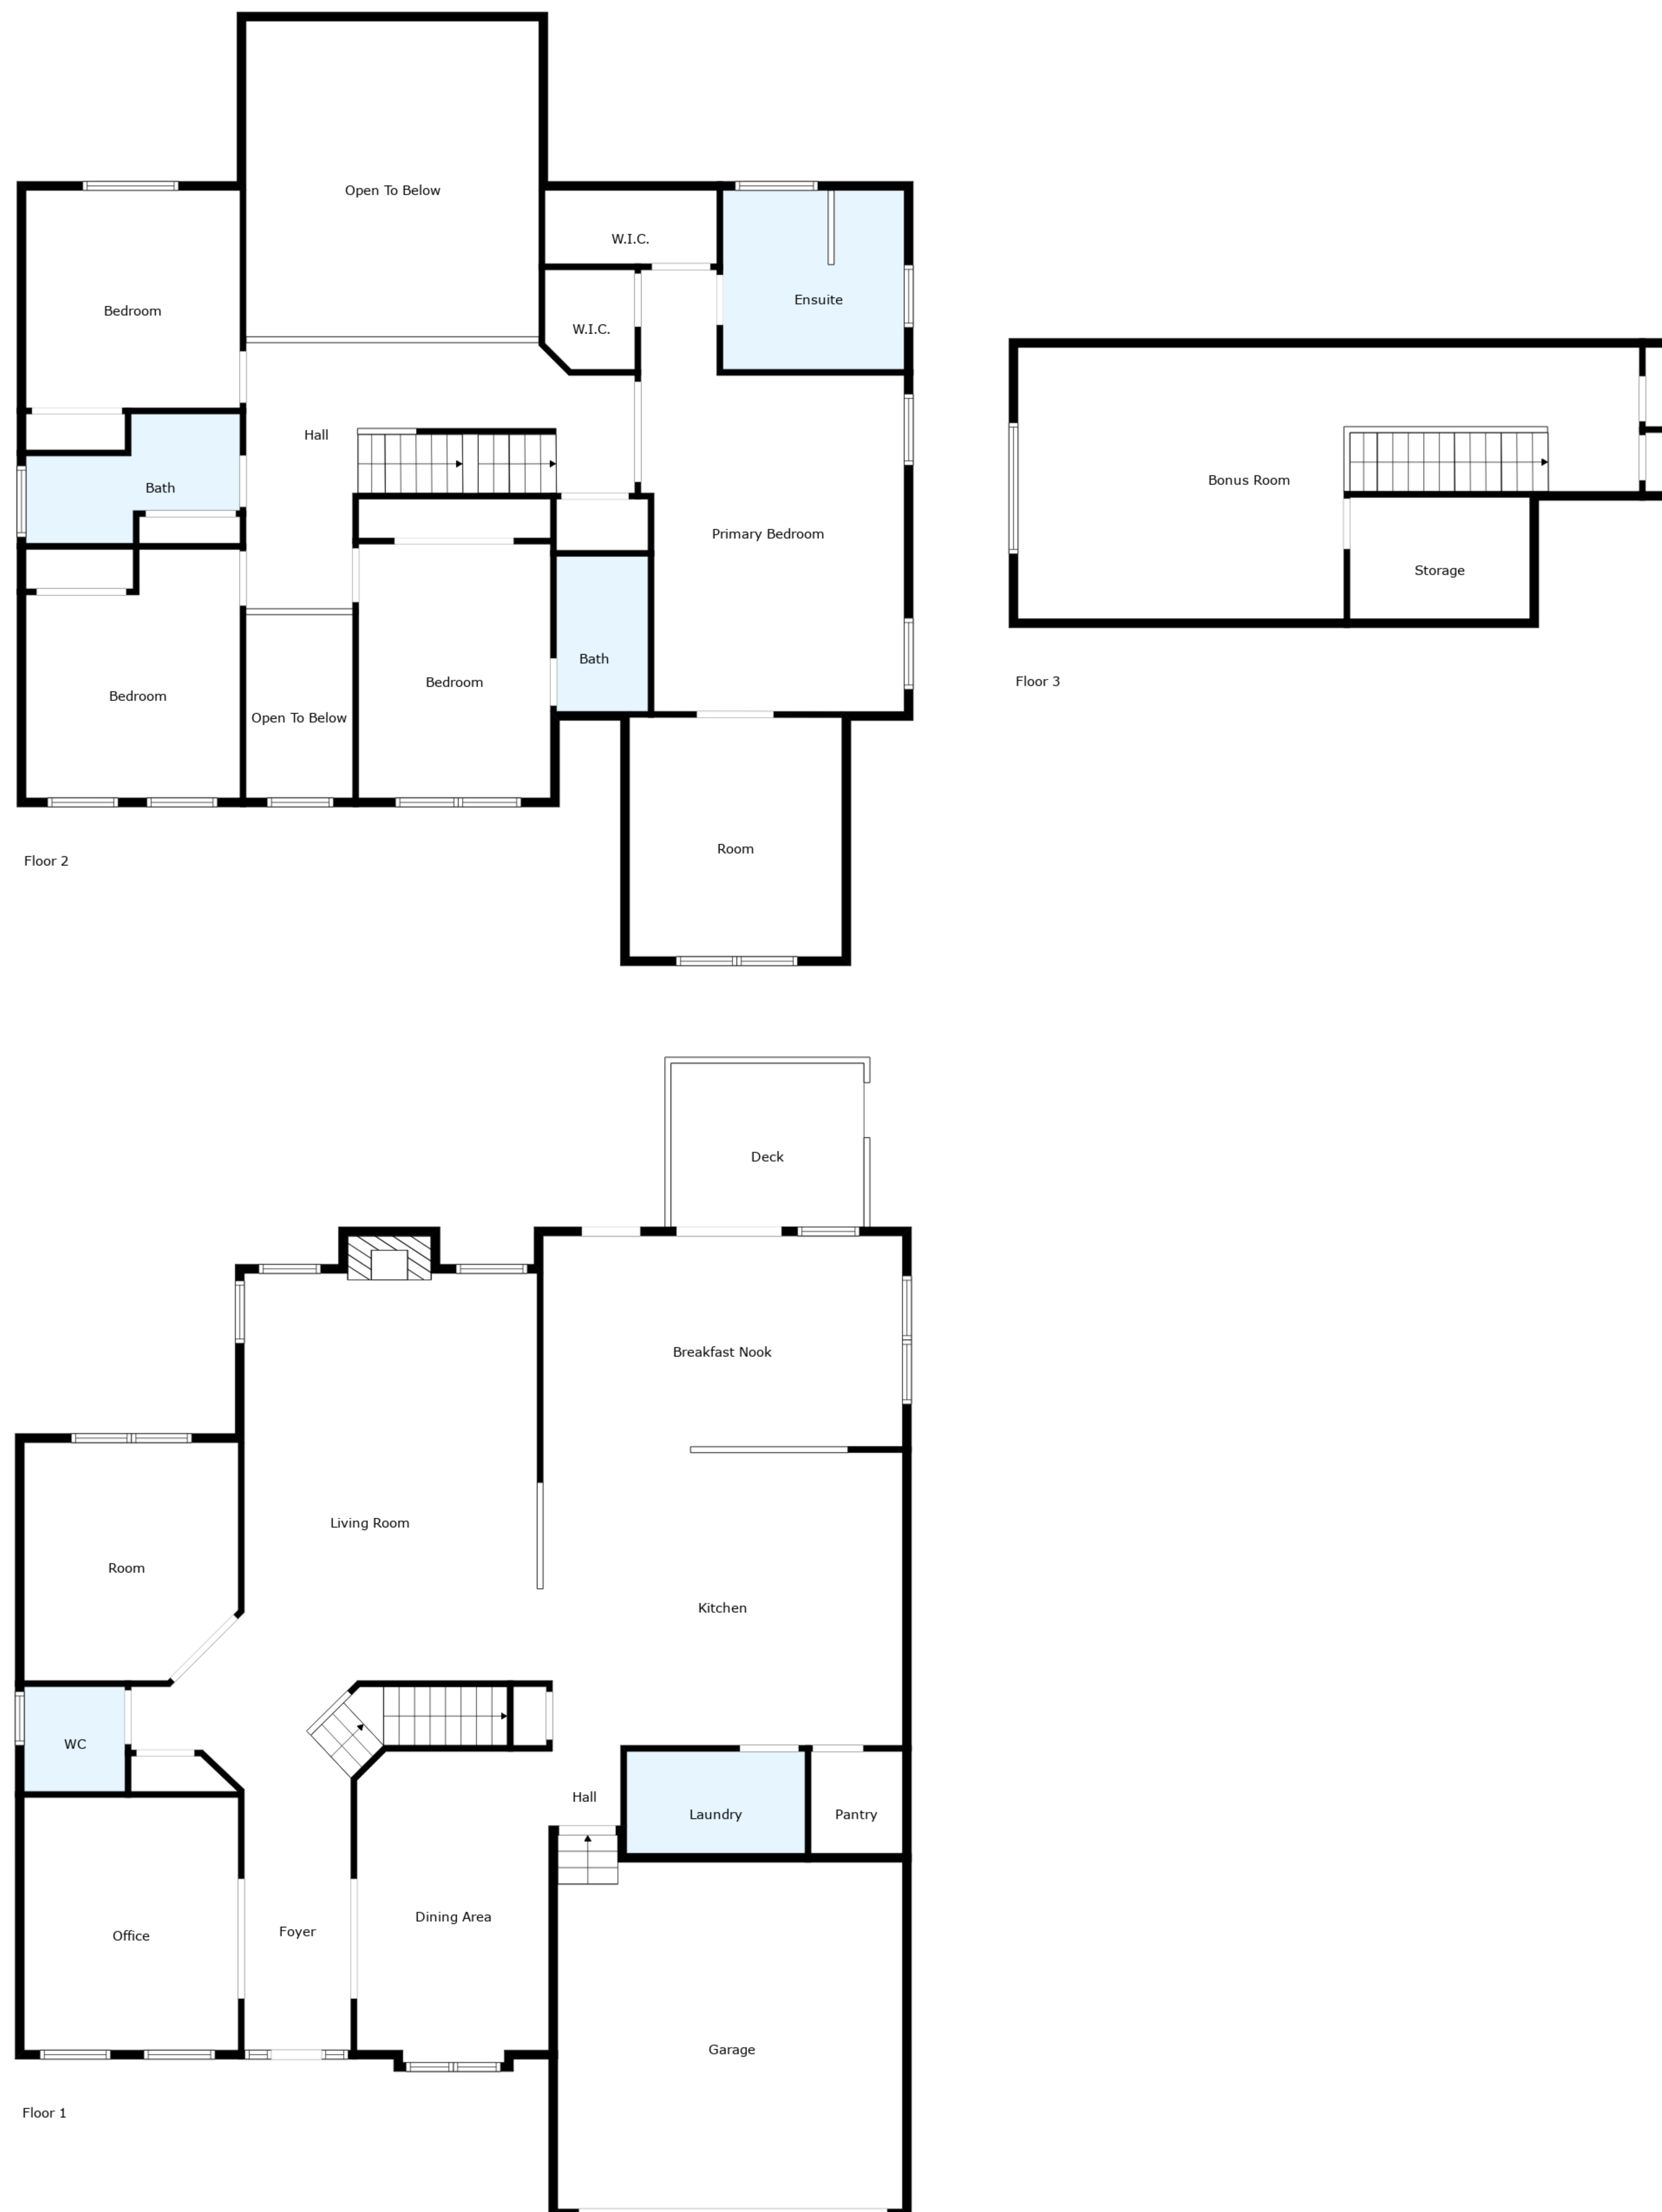 Open To Below
W.I.C.
Ensuite
Bedroom
W.I.C.
Hall
Bath
Primary Bedroom
Bath
Bedroom
Bedroom
Open To Below
Room
Floor 2
Bonus Room
Storage
Floor 3
Deck
Breakfast Nook
Living Room
Room
Kitchen
WC
Hall
Laundry
Pantry
Office
Foyer
Dining Area
Garage
Floor 1